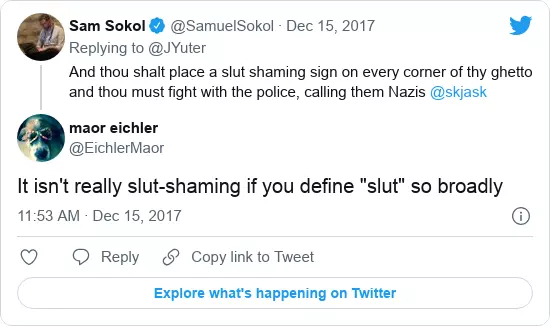 Sam Sokol @SamuelSokol · Dec 15, 2017
Replying to @JYuter
And thou shalt place a slut shaming sign on every corner of thy ghetto
and thou must fight with the police, calling them Nazis @skjask
maor eichler
@EichlerMaor
It isn't really slut-shaming if you define "slut" so broadly
11:53 AM · Dec 15, 2017
Reply
Copy link to Tweet
Explore what's happening on Twitter